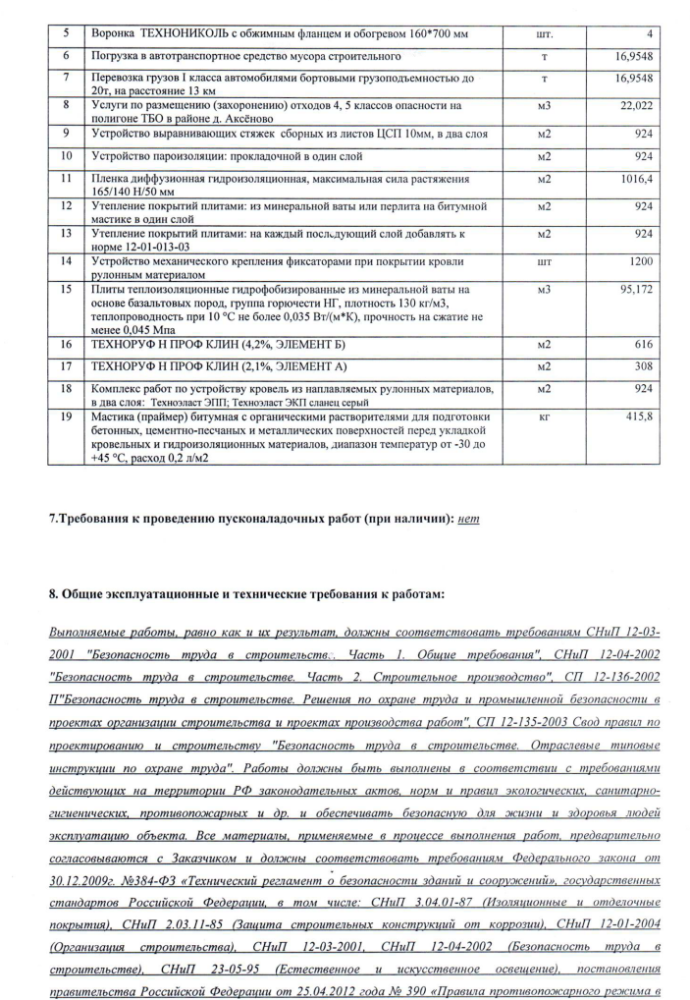 5 Воронка ТЕХНОНИКОЛЬ с обжимным фланцем и обогревом 160*700 мм шт. 4
6 Погрузка в автотранспортное средство мусора строительного т 16,9548
7 Перевозка грузов I класса автомобилями бортовыми грузоподъемностью до т 16,9548
20т, на расстояние 13 км
8 Услуги по размещению (захоронению) отходов 4, 5 классов опасности на м3 22,022
полигоне ТБО в районе д. Аксёново
9 Устройство выравнивающих стяжек сборных из листов ЦСП 10мм, в два слоя м2 924
10 Устройство пароизоляции: прокладочной в один слой м2 924
11 Пленка диффузионная гидроизоляционная, максимальная сила растяжения м2 1016,4
165/140 Н/50 мм
12 Утепление покрытий плитами: из минеральной ваты или перлита на битумной м2 924
мастике в один слой
13 Утепление покрытий плитами: на каждый последующий слой добавлять к м2 924
норме 12-01-013-03
14 Устройство механического крепления фиксаторами при покрытии кровли шт 1200
рулонным материалом
15 Плиты теплоизоляционные гидрофобизированные из минеральной ваты на м3 95,172
основе базальтовых пород, группа горючести НГ, плотность 130 кг/м3,
теплопроводность при 10 °С не более 0,035 Вт/(м*К), прочность на сжатие не
менее 0,045 Мпа
16 ТЕХНОРУФ Н ПРОФ КЛИН (4,2%, ЭЛЕМЕНТ Б) м2 616
17 ТЕХНОРУФ Н ПРОФ КЛИН (2,1%, ЭЛЕМЕНТ А) м2 308
18 Комплекс работ по устройству кровель из наплавляемых рулонных материалов, м2 924
в два слоя: Техноэласт ЭПП; Техноэласт ЭКП сланец серый
19 Мастика (праймер) битумная с органическими растворителями для подготовки кг 415,8
бетонных, цементно-песчаных и металлических поверхностей перед укладкой
кровельных и гидроизоляционных материалов, диапазон температур от -30 до
+45 °С, расход 0,2 л/м2
7.Требования к проведению пусконаладочных работ (при наличии): нет
8. Общие эксплуатационные и технические требования к работам:
Выполняемые работы, равно как и их результат, должны соответствовать требованиям СНиП 12-03-
2001 "Безопасность труда в строительств.. Часть 1. Общие требования", СНиП 12-04-2002
"Безопасность труда в строительстве. Часть 2. Строительное производство", СП 12-136-2002
П"Безопасность труда в строительстве. Решения по охране труда и промышленной безопасности в
проектах организации строительства и проектах производства работ", СП 12-135-2003 Свод правил по
проектированию и строительству "Безопасность труда в строительстве. Отраслевые типовые
инструкции по охране труда". Работы должны быть выполнены в соответствии с требованиями
действующих на территории РФ законодательных актов, норм и правил экологических, санитарно-
гигиенических, противопожарных и др. и обеспечивать безопасную для жизни и здоровья людей
эксплуатацию объекта. Все материалы, применяемые в процессе выполнения работ, предварительно
согласовываются с Заказчиком и должны соответствовать требованиям Федерального закона от
30.12.2009г. №384-ФЗ «Технический регламент о безопасности зданий и сооружений», государственных
стандартов Российской Федерации, в том числе: СНиП 3.04.01-87 (Изоляционные и отделочные
покрытия), СНиП 2.03.11-85 (Защита строительных конструкций от коррозии), СНиП 12-01-2004
(Организация строительства), СНиП 12-03-2001, СНиП 12-04-2002 (Безопасность труда в
строительстве), СНиП 23-05-95 (Естественное и искусственное освещение), постановления
правительства Российской Федерации от 25.04.2012 года № 390 «Правила противопожарного режима в